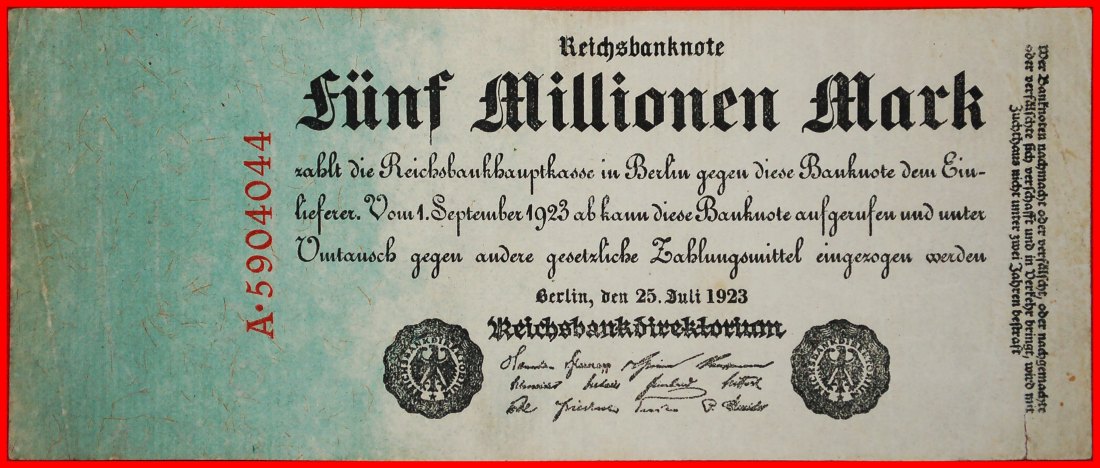 Reichsbanknote
Fünf Millionen Mark
zahlt die Reichsbankhauptkasse in Berlin gegen diese Banknote dem Ein-
lieferer. Vom 1. September 1923 ab kann diese Banknote aufgerufen und unter
Umtausch gegen andere gesetzliche Zahlungsmittel eingezogen werden
Berlin, den 25. Juli 1923
Reichsbankdirektorium
REICHSBANKDIREKTORIUM
REICHSBANKDIREKTORIUM
A·5904044
Wer Banknoten nachmacht oder verfälscht, oder nachgemachte
oder verfälschte sich verschafft und in Verkehr bringt, wird mit
Zuchthaus nicht unter zwei Jahren bestraft